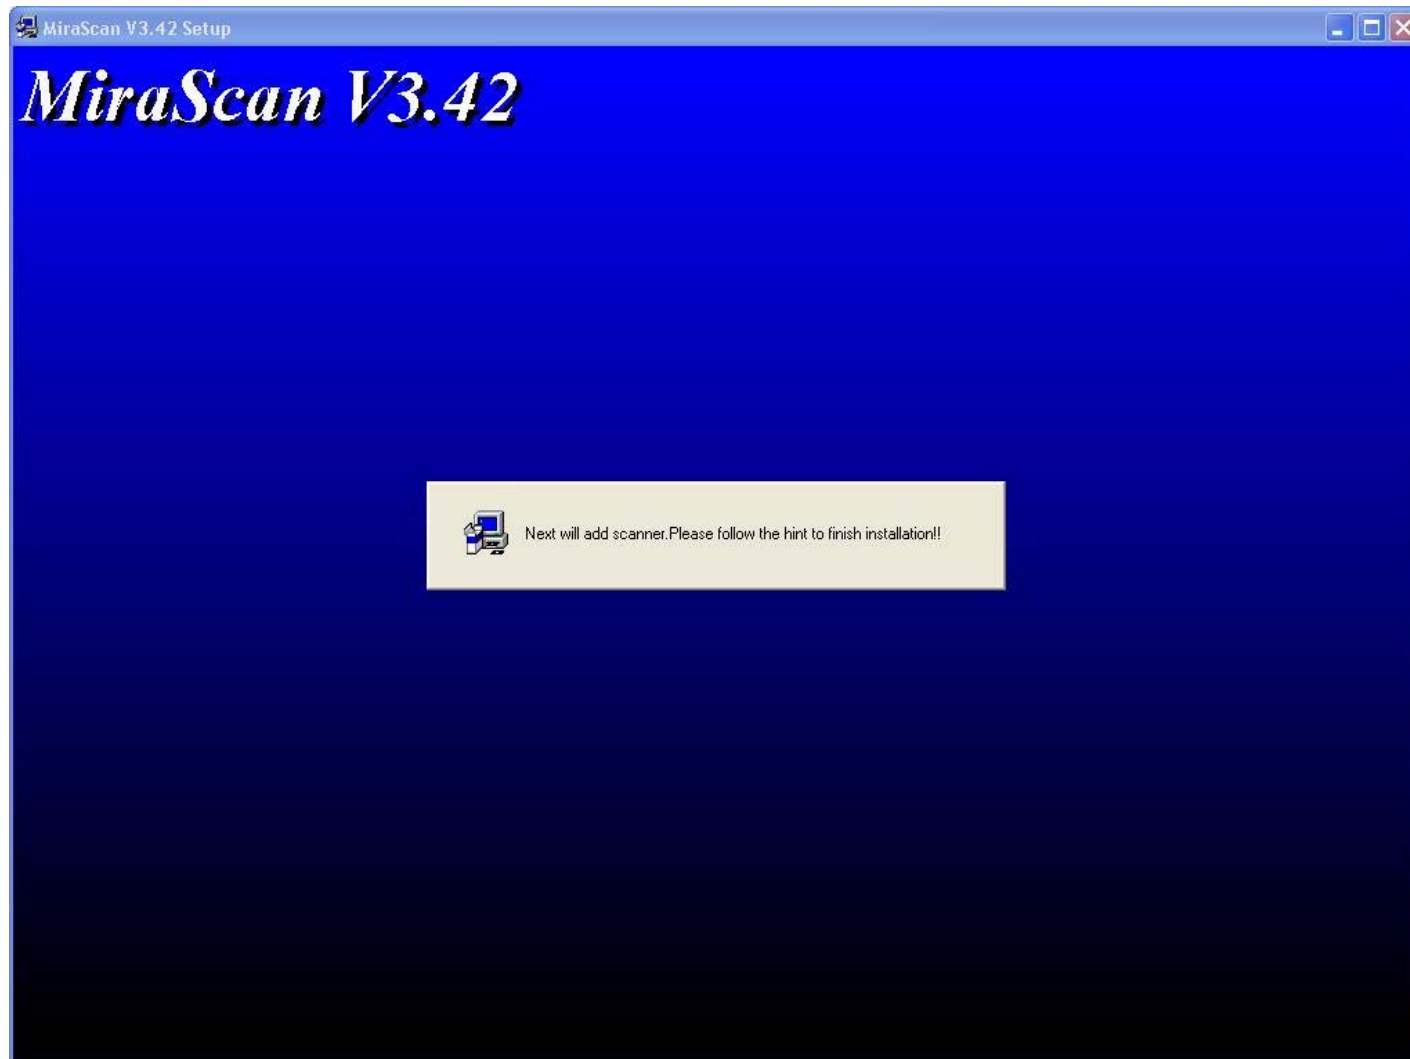 MiraScan V3.42 Setup
MiraScan V3.42
Next will add scanner.Please follow the hint to finish installation!!